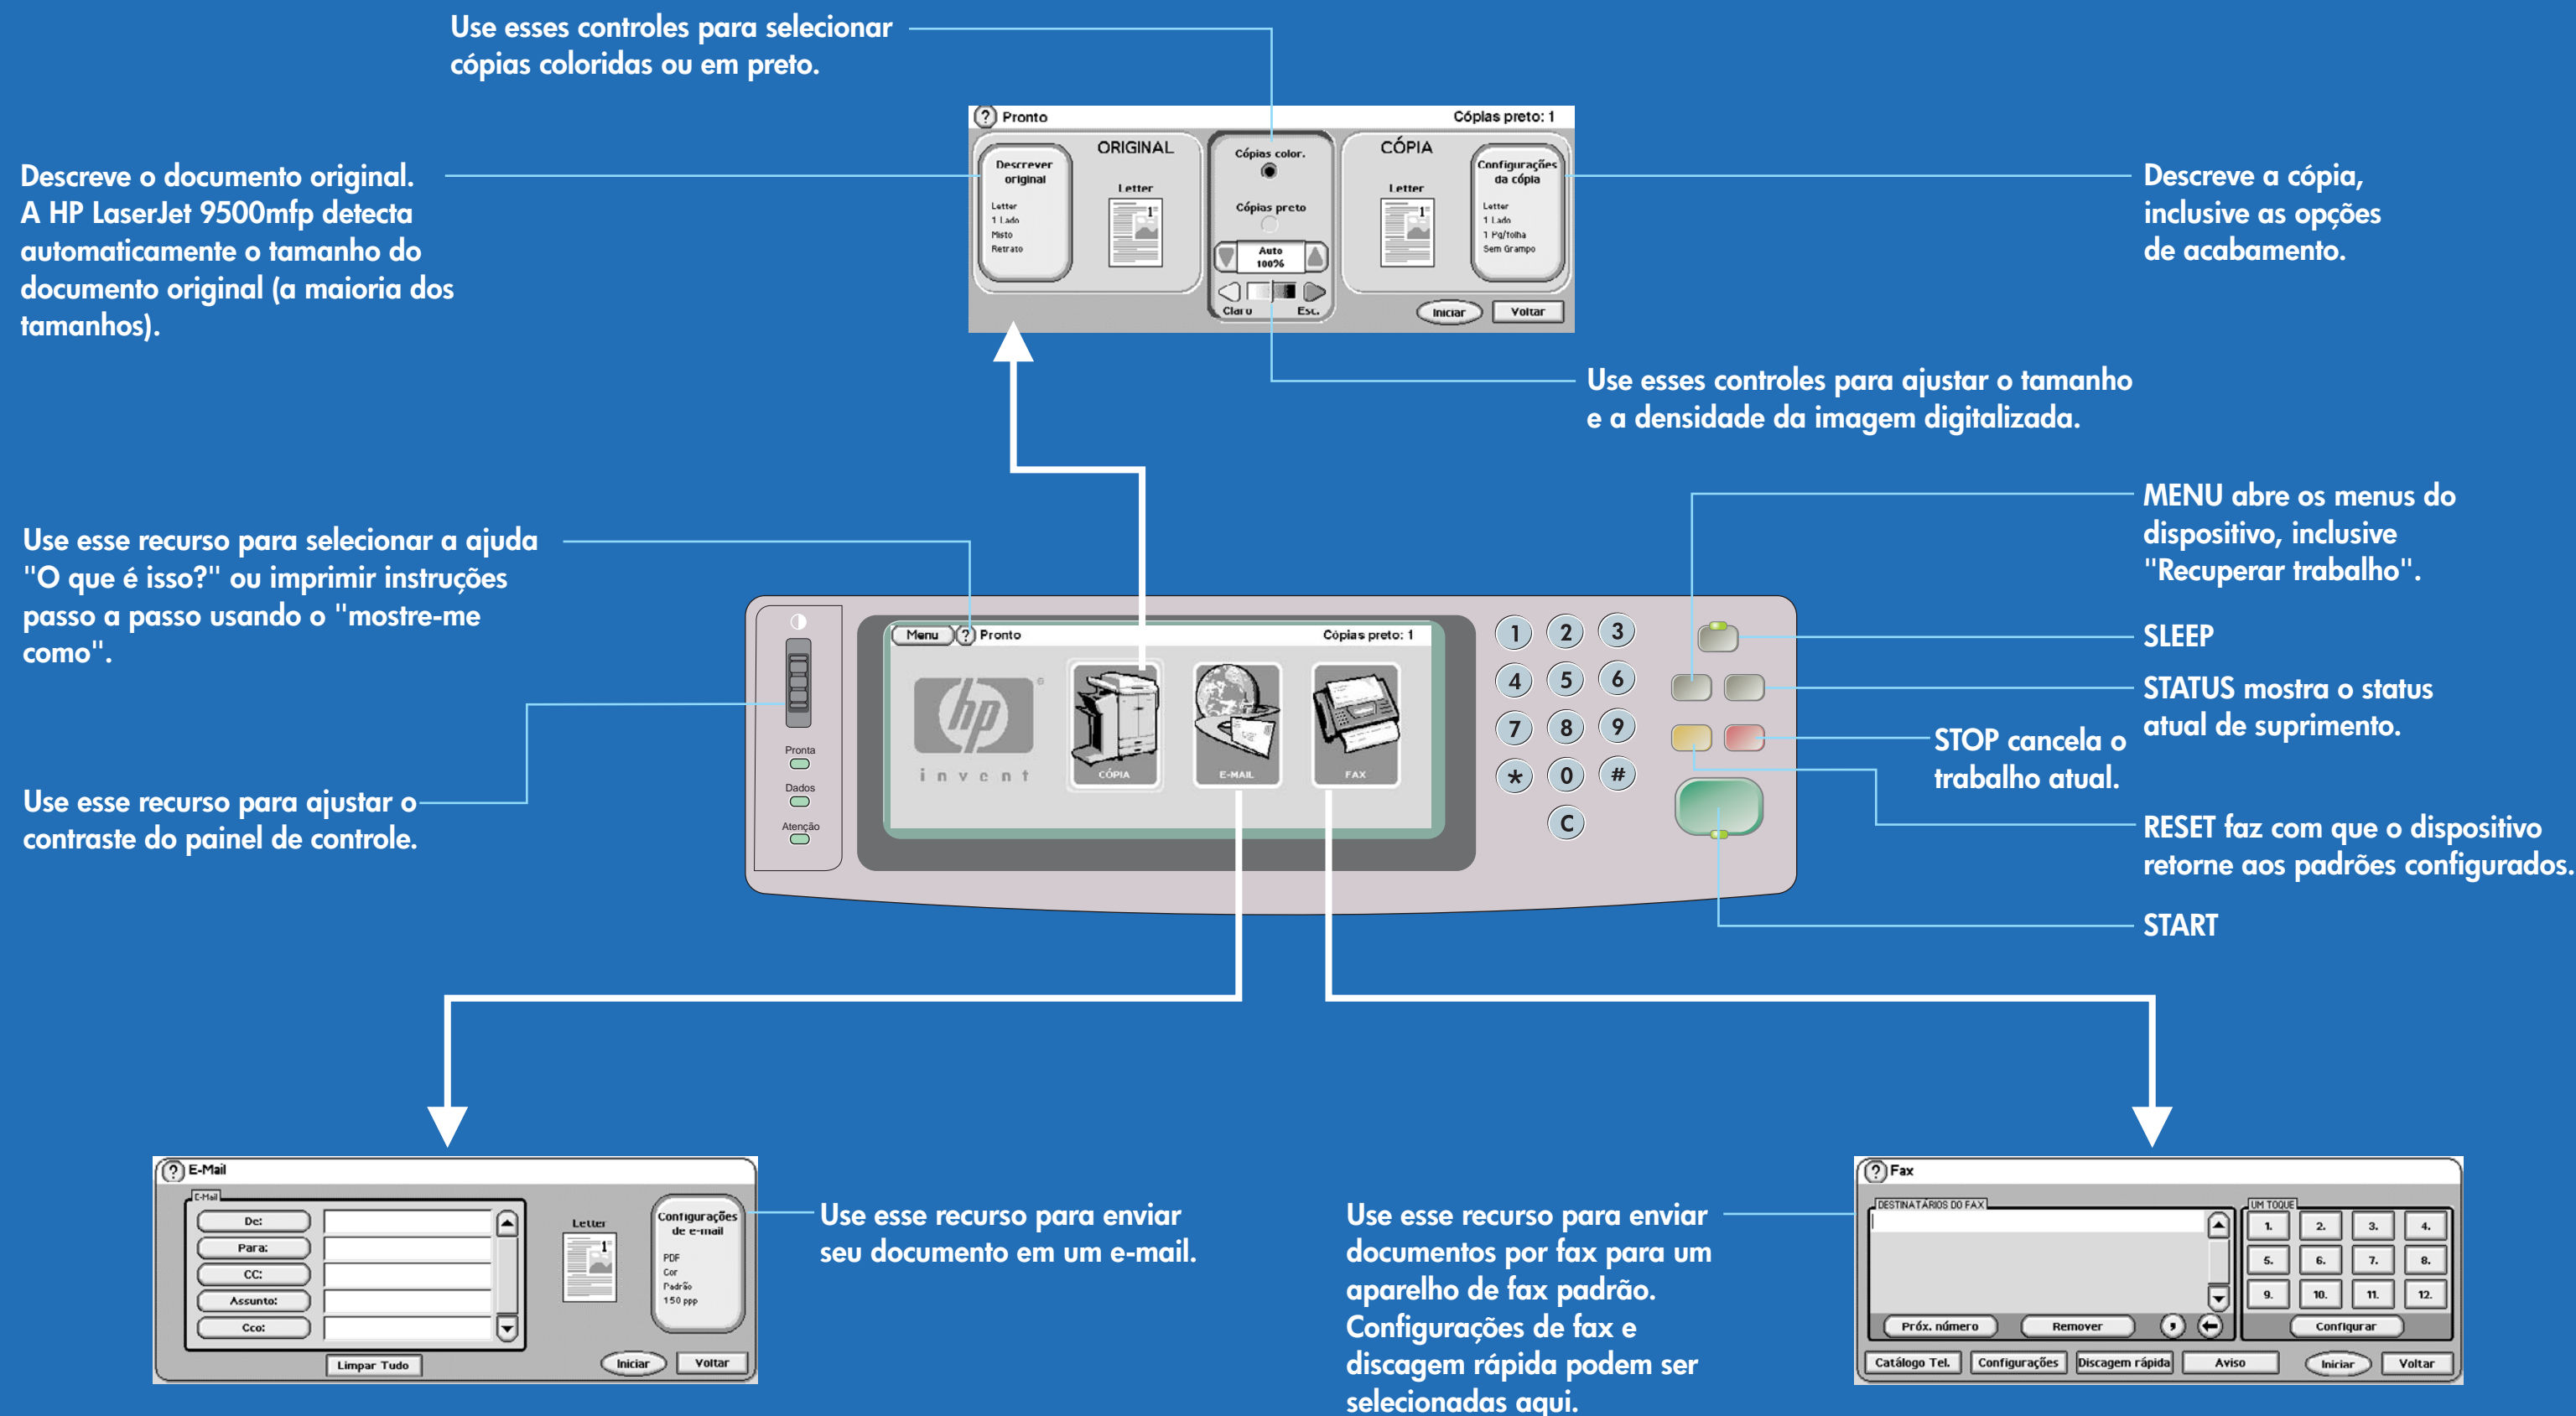 Use esses controles para selecionar
cópias coloridas ou em preto.
? Pronto
Cópias preto: 1
ORIGINAL
Descrever
original
Letter
1 Lado
Misto
Retrato
Letter
1
Cópias color.
Cópias preto
Auto
100%
Claro
Esc.
CÓPIA
Letter
1
Configurações
da cópia
Letter
1 Lado
1 Pg/folha
Sem Grampo
Iniciar
Voltar
Descreve o documento original.
A HP LaserJet 9500mfp detecta
automaticamente o tamanho do
documento original (a maioria dos
tamanhos).
Descreve a cópia,
inclusive as opções
de acabamento.
Use esses controles para ajustar o tamanho
e a densidade da imagem digitalizada.
Use esse recurso para selecionar a ajuda
"O que é isso?" ou imprimir instruções
passo a passo usando o "mostre-me
como".
Use esse recurso para ajustar o
contraste do painel de controle.
Pronta
Dados
Atenção
Menu ? Pronto
Cópias preto: 1
hp
®
invent
CÓPIA
E-MAIL
FAX
1 2 3
4 5 6
7 8 9
* 0 #
C
MENU abre os menus do
dispositivo, inclusive
"Recuperar trabalho".
SLEEP
STATUS mostra o status
atual de suprimento.
STOP cancela o
trabalho atual.
RESET faz com que o dispositivo
retorne aos padrões configurados.
START
? E-Mail
E-Mail
De:
Para:
CC:
Assunto:
Cco:
Limpar Tudo
Letter
1
Configurações
de e-mail
PDF
Cor
Padrão
150 ppp
Iniciar
Voltar
Use esse recurso para enviar
seu documento em um e-mail.
Use esse recurso para enviar
documentos por fax para um
aparelho de fax padrão.
Configurações de fax e
discagem rápida podem ser
selecionadas aqui.
? Fax
DESTINATÁRIOS DO FAX
Próx. número
Remover
,
UM TOQUE
1. 2. 3. 4.
5. 6. 7. 8.
9. 10. 11. 12.
Configurar
Catálogo Tel.
Configurações
Discagem rápida
Aviso
Iniciar
Voltar